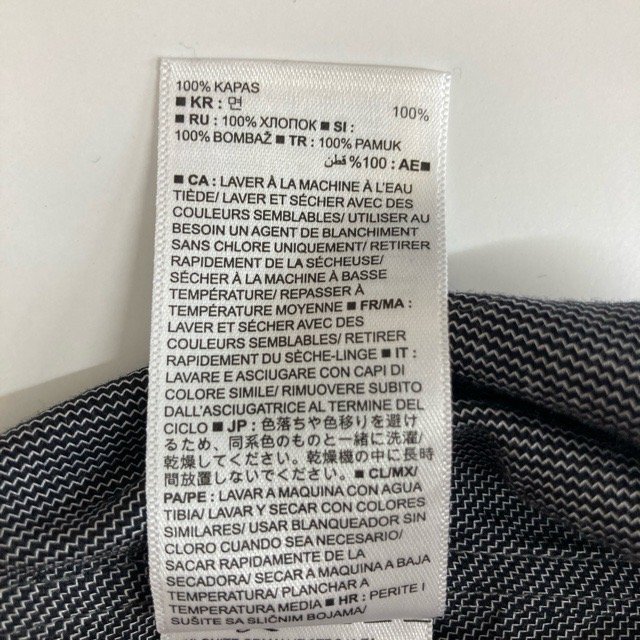 100% KAPAS
■ KR : 면 100%
■ RU : 100% ХЛОПОК ■ SI :
100% BOMBAŽ ■ TR : 100% PAMUK
■AE : 100% قطن
■ CA : LAVER À LA MACHINE À L'EAU
TIÈDE/ LAVER ET SÉCHER AVEC DES
COULEURS SEMBLABLES/ UTILISER AU
BESOIN UN AGENT DE BLANCHIMENT
SANS CHLORE UNIQUEMENT/ RETIRER
RAPIDEMENT DE LA SÉCHEUSE/
SÉCHER À LA MACHINE À BASSE
TEMPÉRATURE/ REPASSER À
TEMPÉRATURE MOYENNE ■ FR/MA :
LAVER ET SÉCHER AVEC DES
COULEURS SEMBLABLES/ RETIRER
RAPIDEMENT DU SÈCHE-LINGE ■ IT :
LAVARE E ASCIUGARE CON CAPI DI
COLORE SIMILE/ RIMUOVERE SUBITO
DALL'ASCIUGATRICE AL TERMINE DEL
CICLO ■ JP : 色落ちや色移りを避け
るため、同系色のものと一緒に洗濯/
乾燥してください。乾燥機の中に長時
間放置しないでください。 ■ CL/MX/
PA/PE : LAVAR A MAQUINA CON AGUA
TIBIA/ LAVAR Y SECAR CON COLORES
SIMILARES/ USAR BLANQUEADOR SIN
CLORO CUANDO SEA NECESARIO/
SACAR RAPIDAMENTE DE LA
SECADORA/ SECAR A MAQUINA A BAJA
TEMPERATURA/ PLANCHAR A
TEMPERATURA MEDIA ■ HR : PERITE I
SUŠITE SA SLIČNIM BOJAMA/